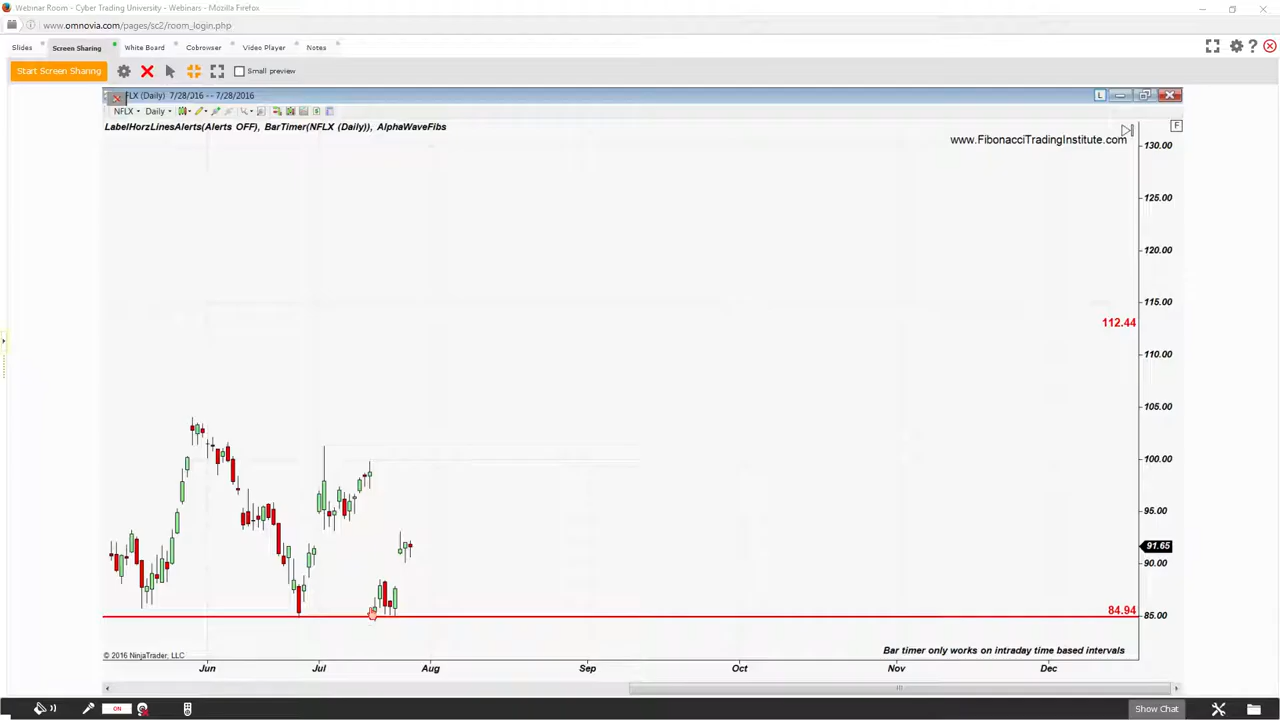 Webinar Room - Cyber Trading University - Webinars - Mozilla Firefox
www.omnovia.com/pages/sc2/room_login.php
Slides Screen Sharing White Board Cobrowser Video Player Notes
Start Screen Sharing Small preview
FLX (Daily) 7/28/2016 -- 7/28/2016 L
NFLX Daily
LabelHorzLinesAlerts(Alerts OFF), BarTimer(NFLX (Daily)), AlphaWaveFibs F
www.FibonacciTradingInstitute.com
130.00
125.00
120.00
115.00
112.44
110.00
105.00
100.00
95.00
91.65
90.00
84.94
85.00
© 2016 NinjaTrader, LLC Bar timer only works on intraday time based intervals
Jun Jul Aug Sep Oct Nov Dec
ON Show Chat